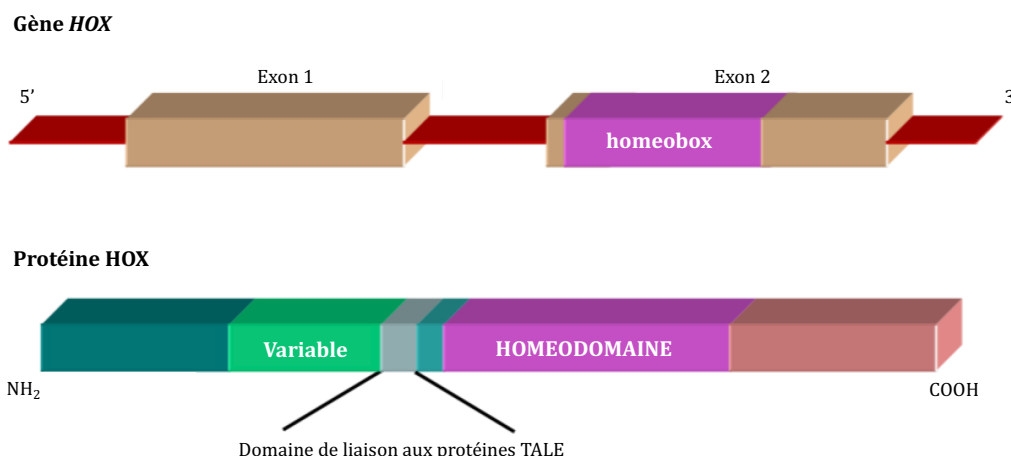 Gène HOX
Exon 1 Exon 2
5’ 3
homeobox
Protéine HOX
Variable HOMEODOMAINE
NH₂ COOH
Domaine de liaison aux protéines TALE